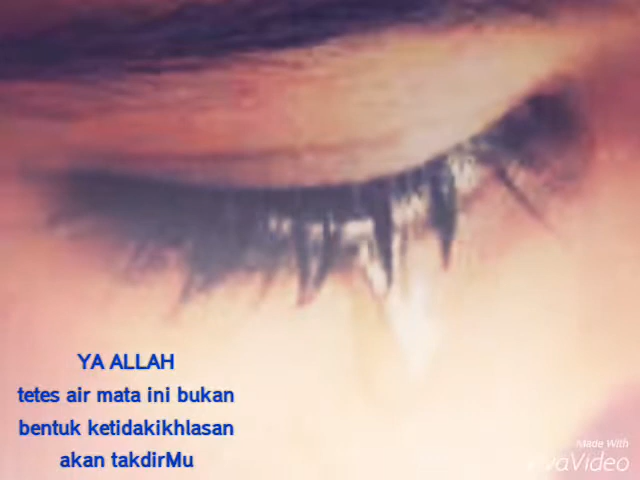 YA ALLAH
tetes air mata ini bukan
bentuk ketidakikhlasan
akan takdirMu
Made With
VivaVideo